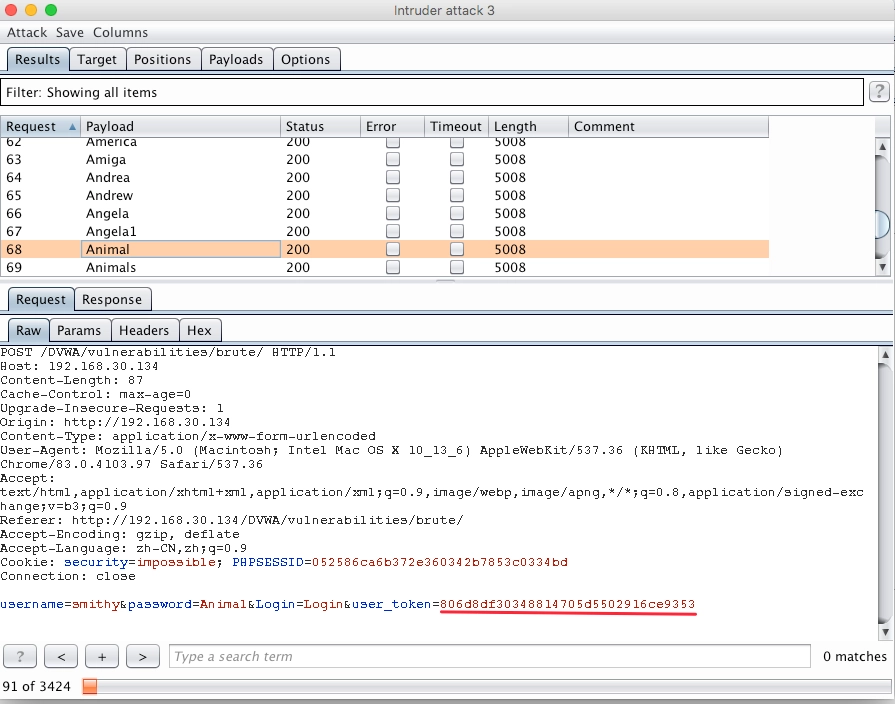 Intruder attack 3
Attack Save Columns
Results Target Positions Payloads Options
Filter: Showing all items ?
Request Payload Status Error Timeout Length Comment
62 America 200 5008
63 Amiga 200 5008
64 Andrea 200 5008
65 Andrew 200 5008
66 Angela 200 5008
67 Angela1 200 5008
68 Animal 200 5008
69 Animals 200 5008
Request Response
Raw Params Headers Hex
POST /DVWA/vulnerabilities/brute/ HTTP/1.1
Host: 192.168.30.134
Content-Length: 87
Cache-Control: max-age=0
Upgrade-Insecure-Requests: 1
Origin: http://192.168.30.134
Content-Type: application/x-www-form-urlencoded
User-Agent: Mozilla/5.0 (Macintosh; Intel Mac OS X 10_13_6) AppleWebKit/537.36 (KHTML, like Gecko)
Chrome/83.0.4103.97 Safari/537.36
Accept:
text/html,application/xhtml+xml,application/xml;q=0.9,image/webp,image/apng,*/*;q=0.8,application/signed-exc
hange;v=b3;q=0.9
Referer: http://192.168.30.134/DVWA/vulnerabilities/brute/
Accept-Encoding: gzip, deflate
Accept-Language: zh-CN,zh;q=0.9
Cookie: security=impossible; PHPSESSID=052586ca6b372e360342b7853c0334bd
Connection: close
username=smithy&password=Animal&Login=Login&user_token=806d8df30348814705d5502916ce9353
? < + > Type a search term 0 matches
91 of 3424